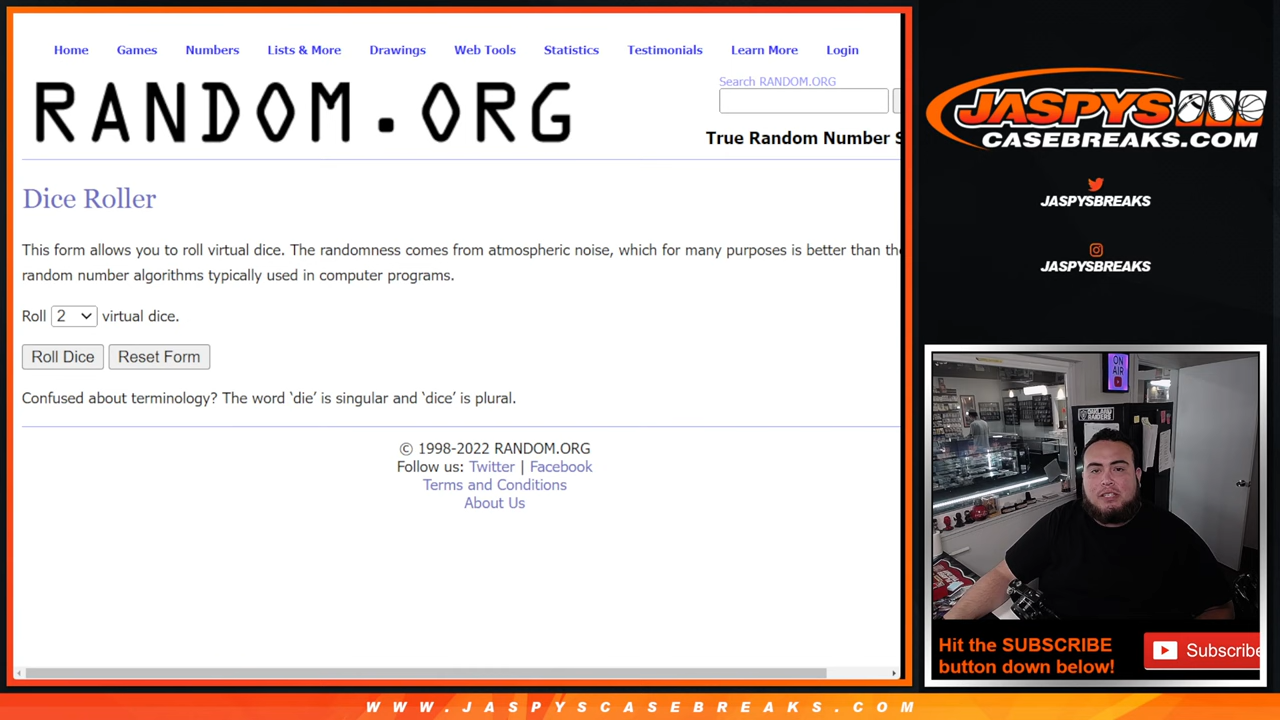 Home Games Numbers Lists & More Drawings Web Tools Statistics Testimonials Learn More Login
RANDOM.ORG
Search RANDOM.ORG
True Random Number S
Dice Roller
This form allows you to roll virtual dice. The randomness comes from atmospheric noise, which for many purposes is better than the
random number algorithms typically used in computer programs.
Roll 2 virtual dice.
Roll Dice Reset Form
Confused about terminology? The word ‘die’ is singular and ‘dice’ is plural.
© 1998-2022 RANDOM.ORG
Follow us: Twitter | Facebook
Terms and Conditions
About Us
JASPYS
CASEBREAKS.COM
JASPYSBREAKS
JASPYSBREAKS
ON
AIR
OAKLAND
RAIDERS
Hit the SUBSCRIBE
button down below!
Subscribe
WWW.JASPYSCASEBREAKS.COM